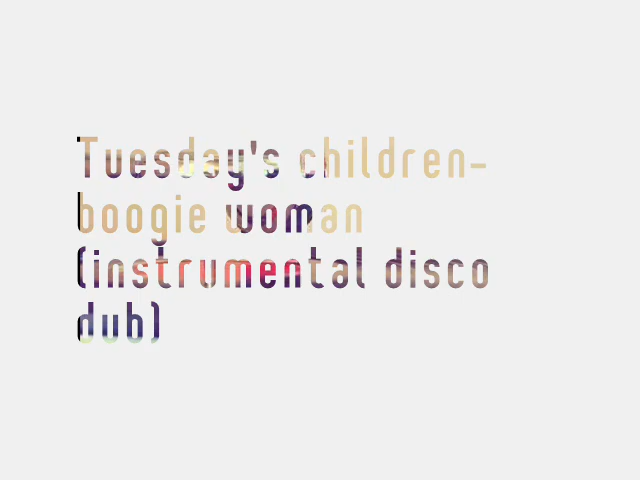 Tuesday's children-
boogie woman
(instrumental disco
dub)